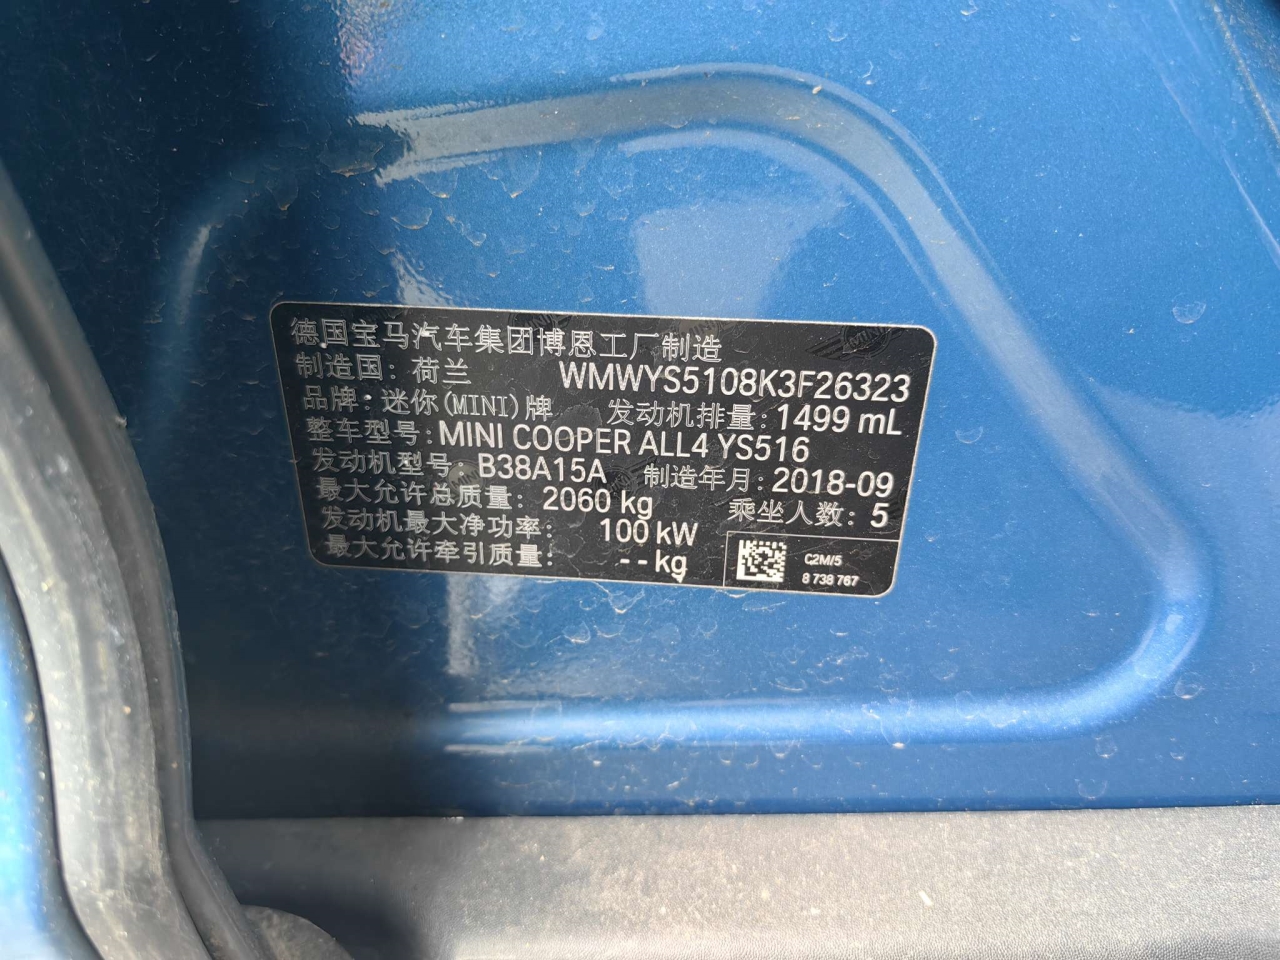 德国宝马汽车集团博恩工厂制造
制造国：荷兰 WMWYS5108K3F26323
品牌：迷你(MINI)牌 发动机排量：1499 mL
整车型号：MINI COOPER ALL4 YS516
发动机型号：B38A15A 制造年月：2018-09
最大允许总质量：2060 kg 乘坐人数：5
发动机最大净功率：100 kW
最大允许牵引质量：--kg
C2M/5
8 738 767